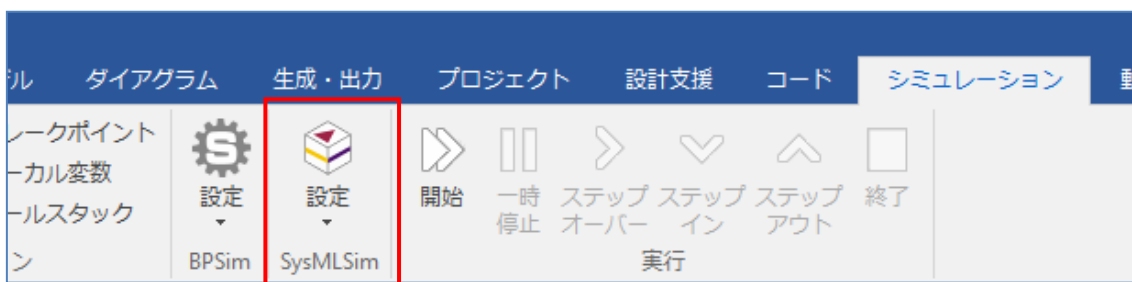 ル ダイアグラム 生成・出力 プロジェクト 設計支援 コード シミュレーション
レークポイント
ーカル変数
ールスタック
ン
設定
BPSim
設定
SysMLSim
開始
一時
停止
ステップ
オーバー
ステップ
イン
ステップ
アウト
終了
実行